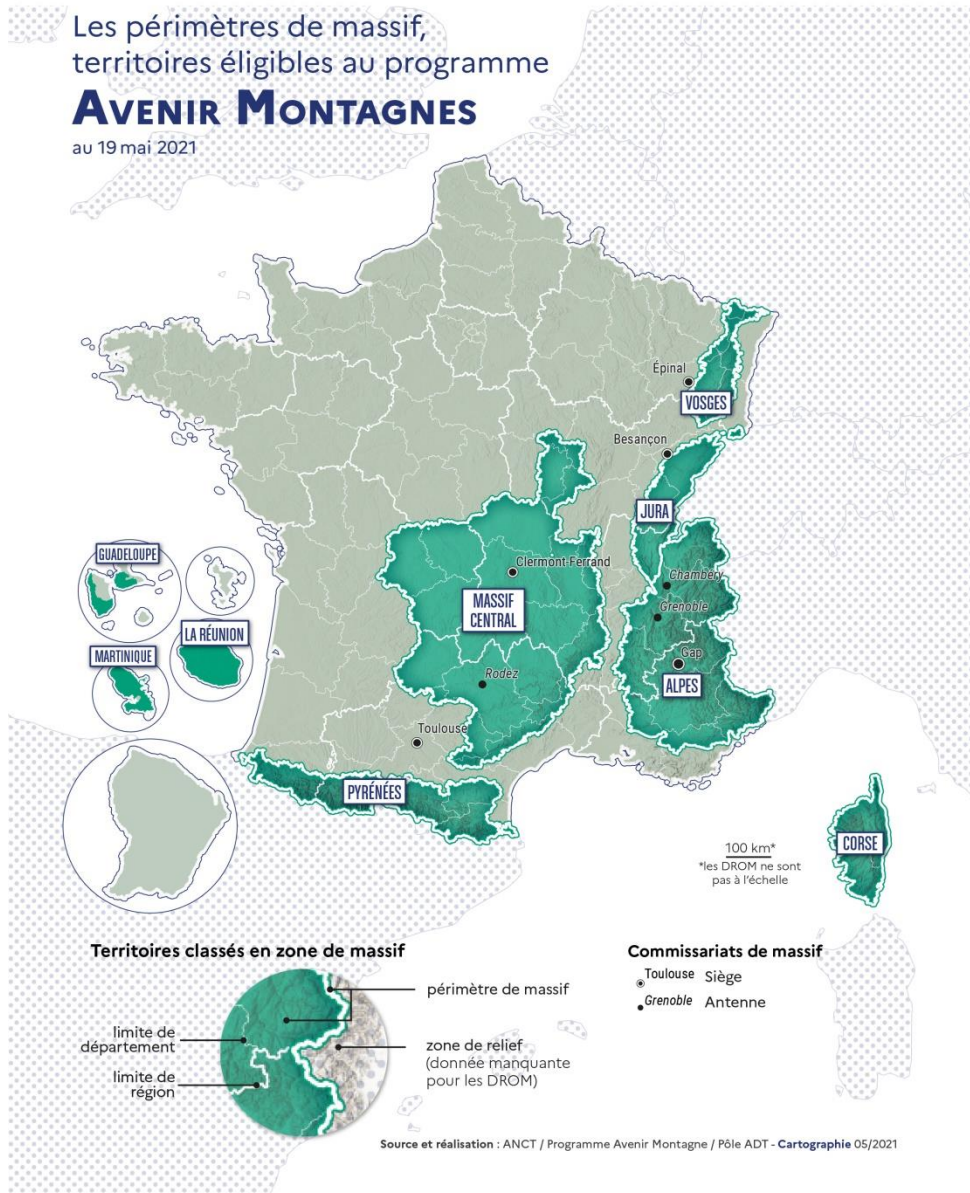 Les périmètres de massif,
territoires éligibles au programme
AVENIR MONTAGNES
au 19 mai 2021
Épinal
VOSGES
Besançon
JURA
GUADELOUPE
Clermont-Ferrand
Chambéry
MASSIF
CENTRAL
Grenoble
LA RÉUNION
MARTINIQUE
Gap
Rodez
ALPES
Toulouse
PYRÉNÉES
CORSE
100 km*
*les DROM ne sont
pas à l'échelle
Territoires classés en zone de massif
périmètre de massif
limite de
département
zone de relief
(donnée manquante
pour les DROM)
limite de
région
Commissariats de massif
Toulouse Siège
Grenoble Antenne
Source et réalisation : ANCT / Programme Avenir Montagne / Pôle ADT - Cartographie 05/2021